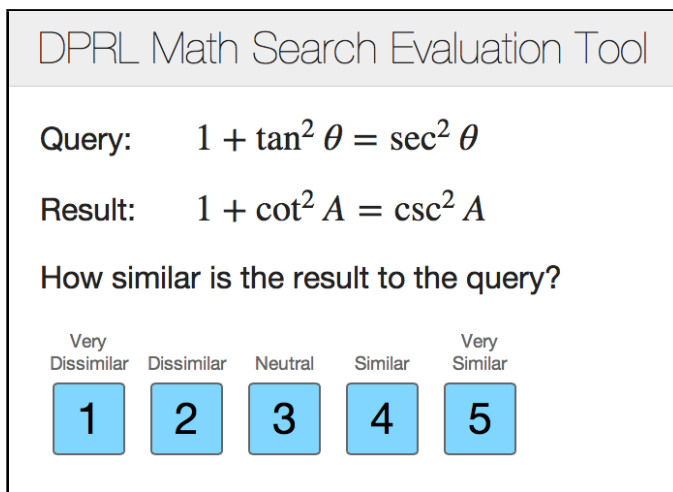 DPRL Math Search Evaluation Tool
Query: 1 + tan² θ = sec² θ
Result: 1 + cot² A = csc² A
How similar is the result to the query?
Very Dissimilar Dissimilar Neutral Similar Very Similar
1 2 3 4 5